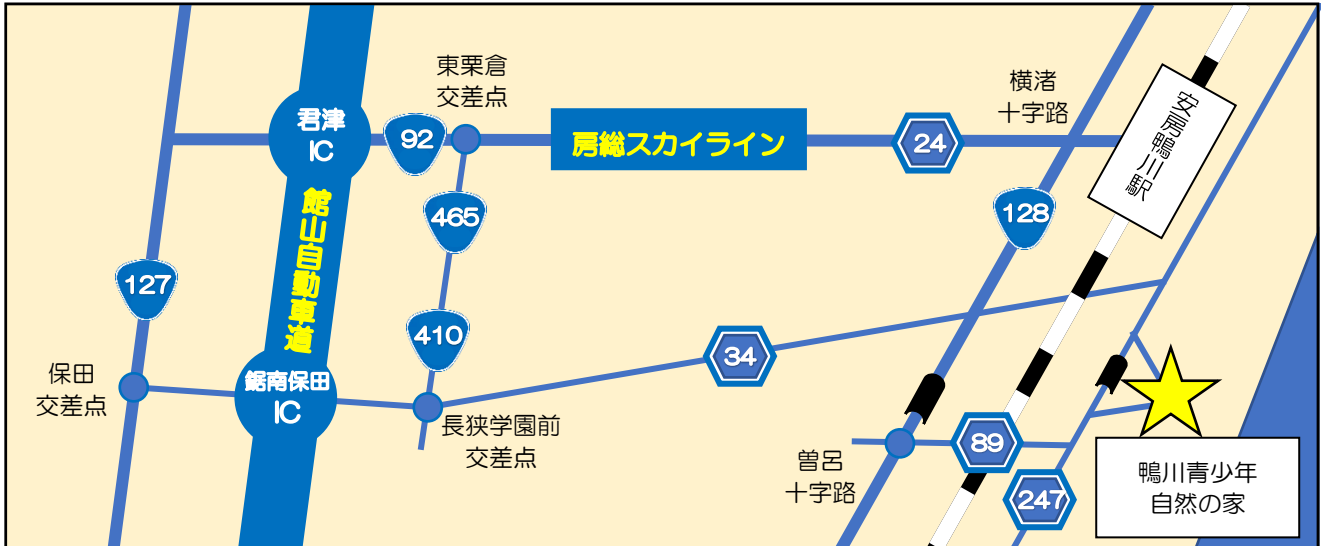 東栗倉
交差点
横渚
十字路
君津
IC
92
房総スカイライン
24
安房鴨川駅
465
128
館山自動車道
127
410
34
保田
交差点
鋸南保田
IC
長狭学園前
交差点
曽呂
十字路
89
247
鴨川青少年
自然の家